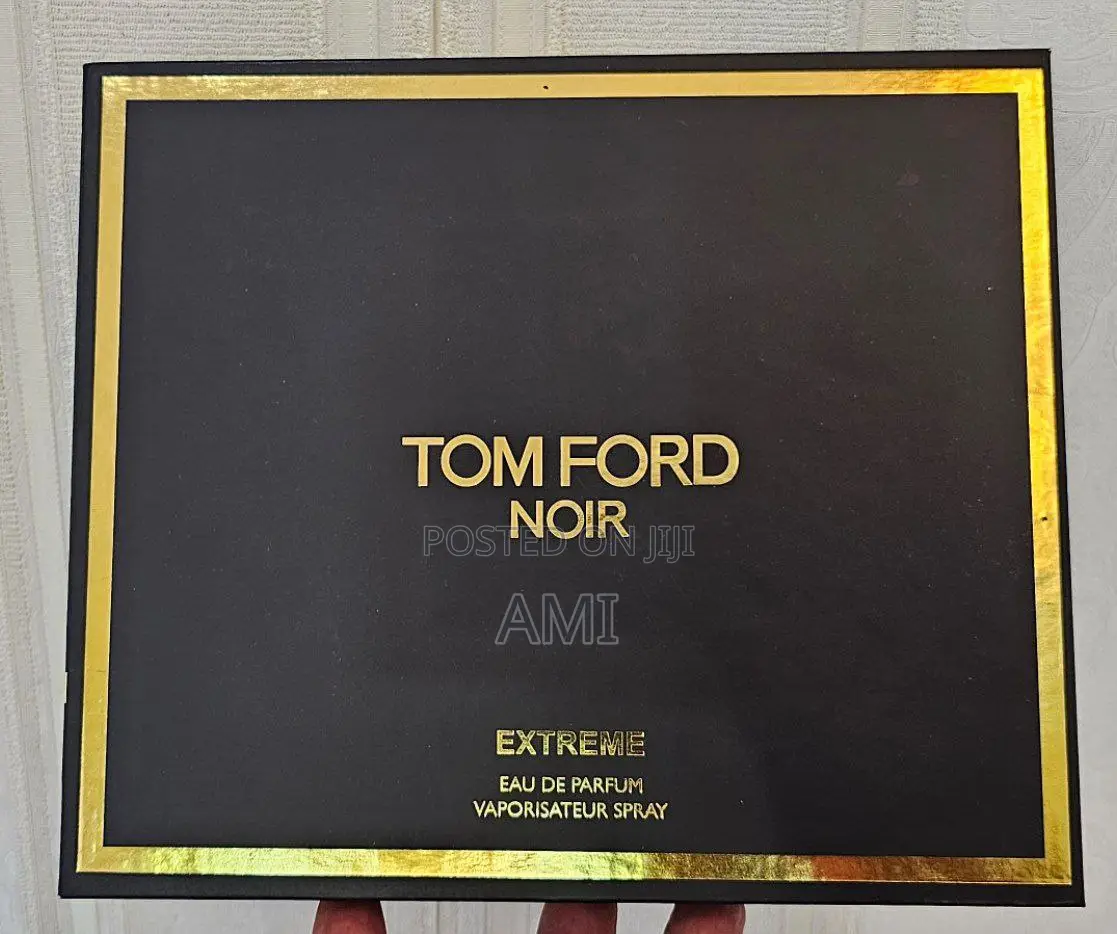 TOM FORD
NOIR
POSTED ON JIJI
AMI
EXTREME
EAU DE PARFUM
VAPORISATEUR SPRAY